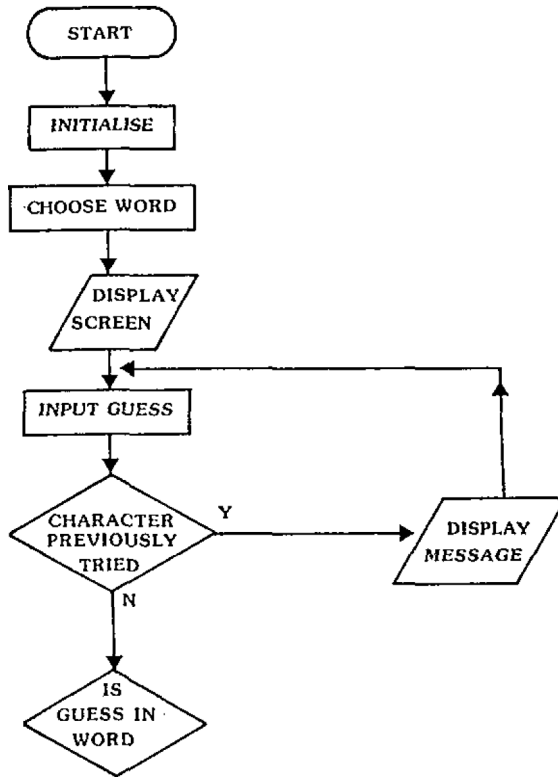 START
INITIALISE
CHOOSE WORD
DISPLAY
SCREEN
INPUT GUESS
CHARACTER
PREVIOUSLY
TRIED
Y
DISPLAY
MESSAGE
N
IS
GUESS IN
WORD